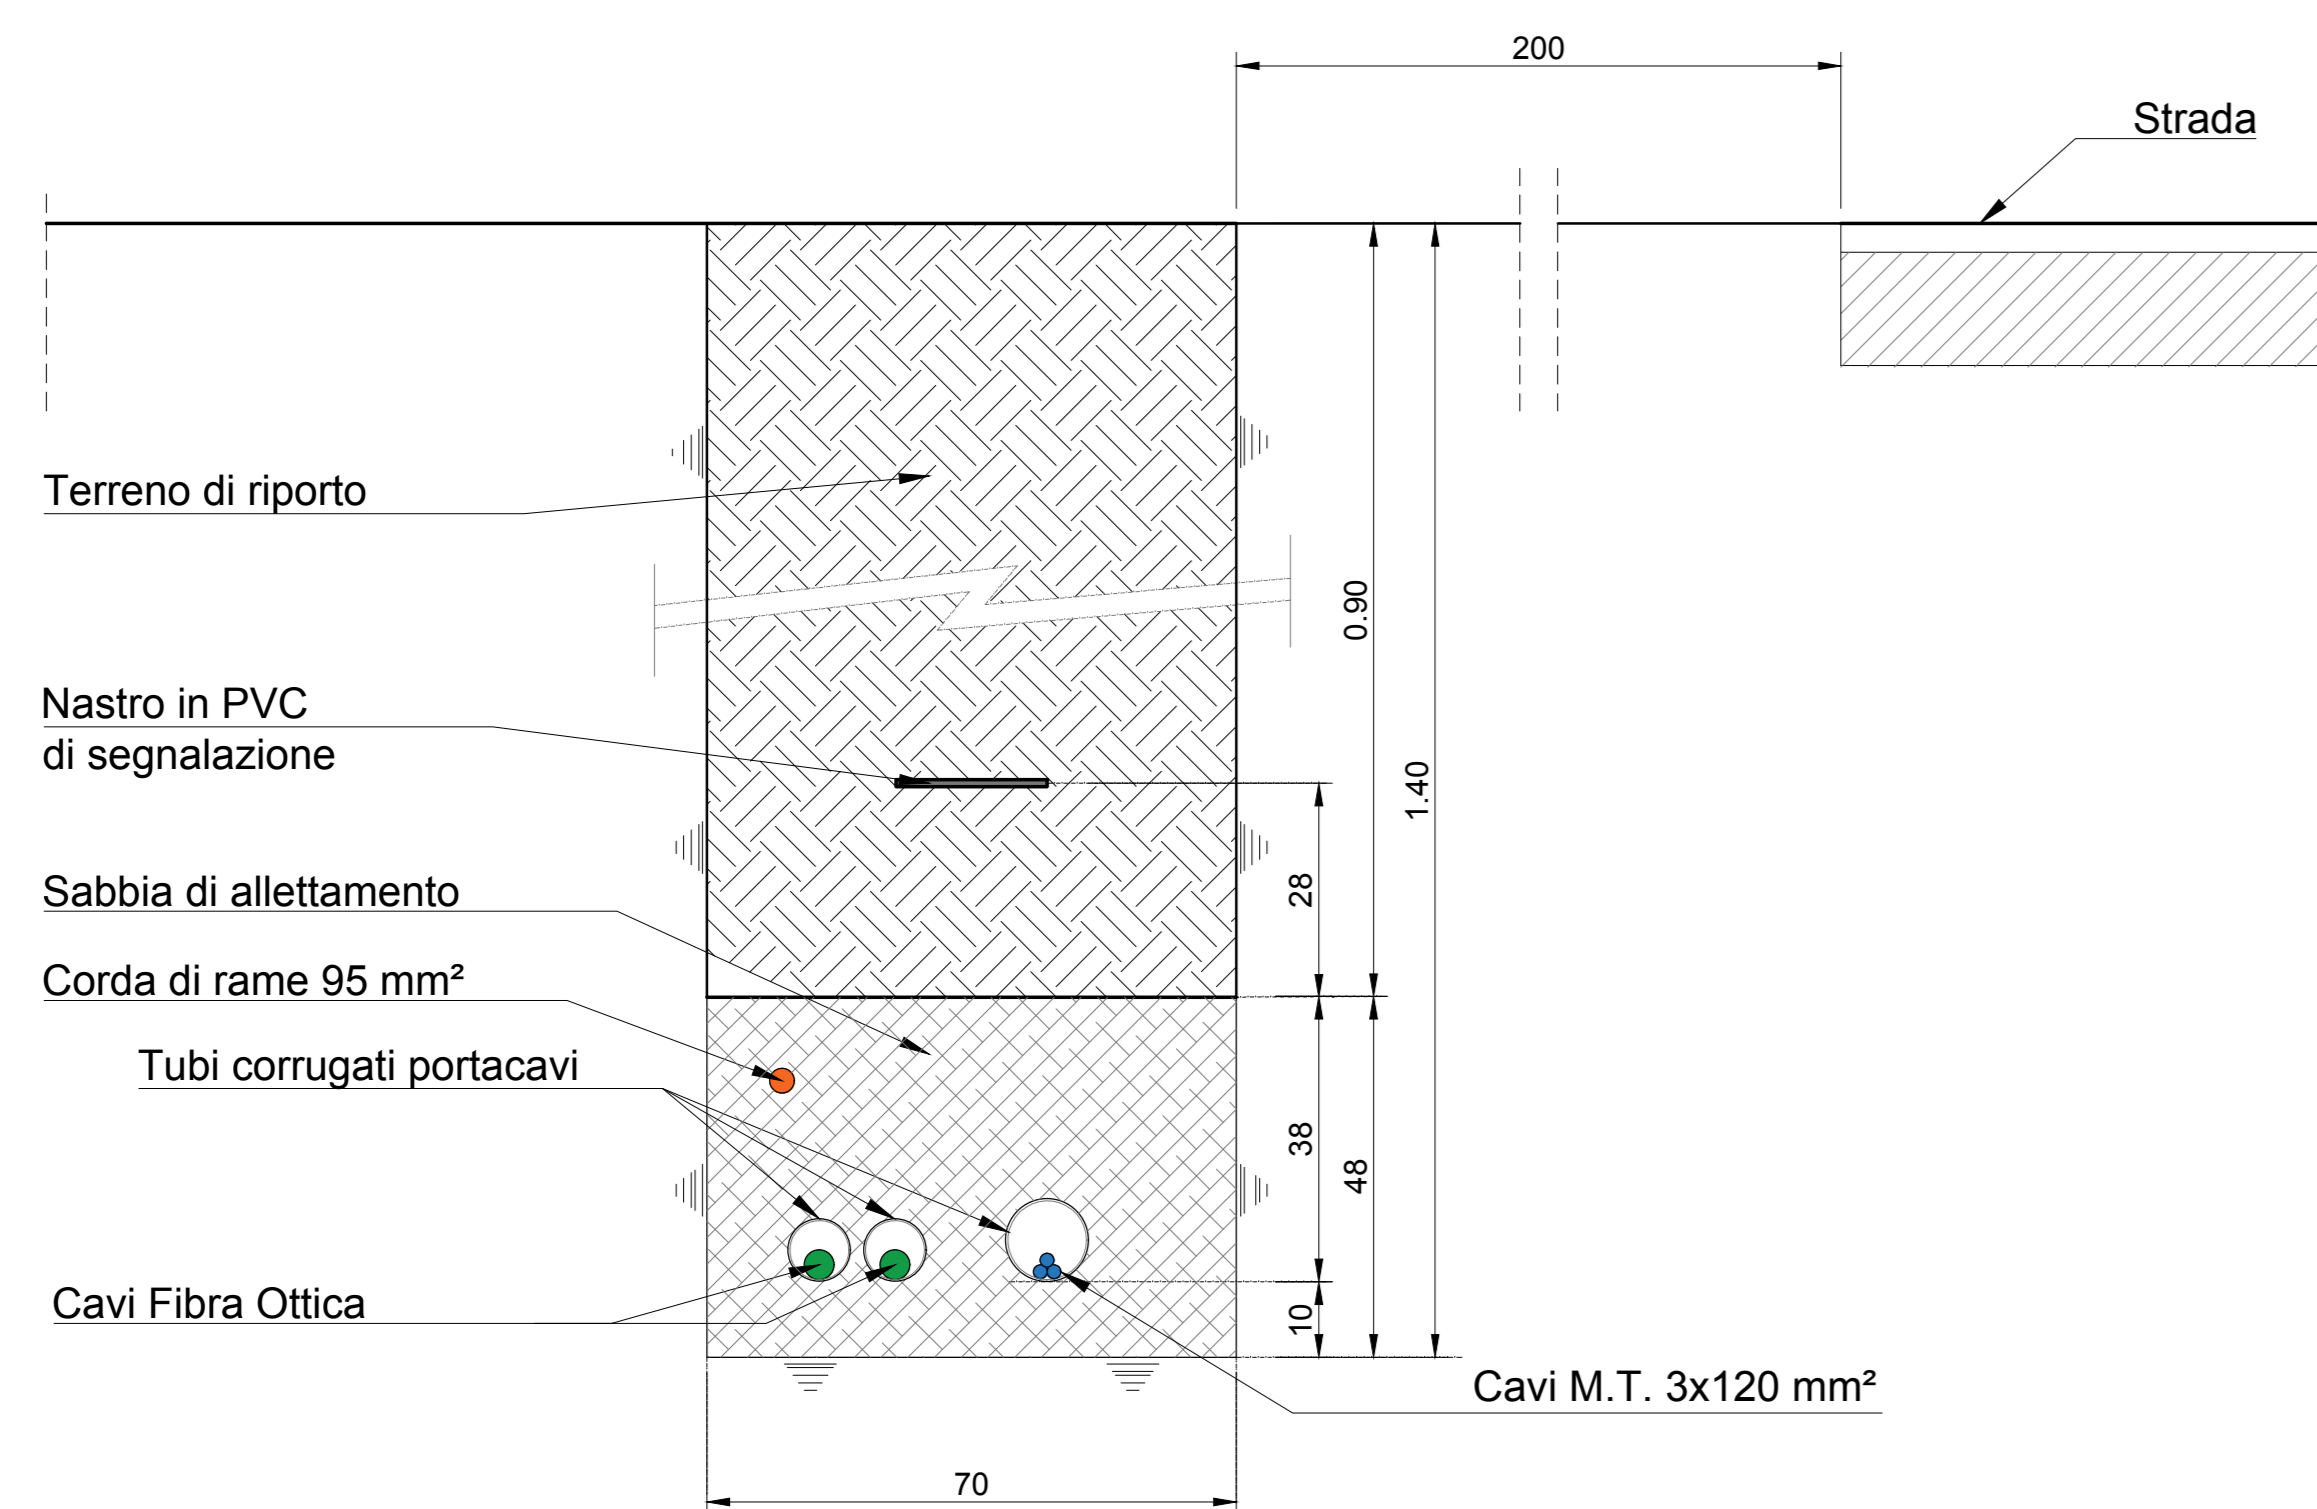 200
Strada
Terreno di riporto
0.90
Nastro in PVC
di segnalazione
1.40
28
Sabbia di allettamento
Corda di rame 95 mm²
Tubi corrugati portacavi
38
48
Cavi Fibra Ottica
10
Cavi M.T. 3x120 mm²
70